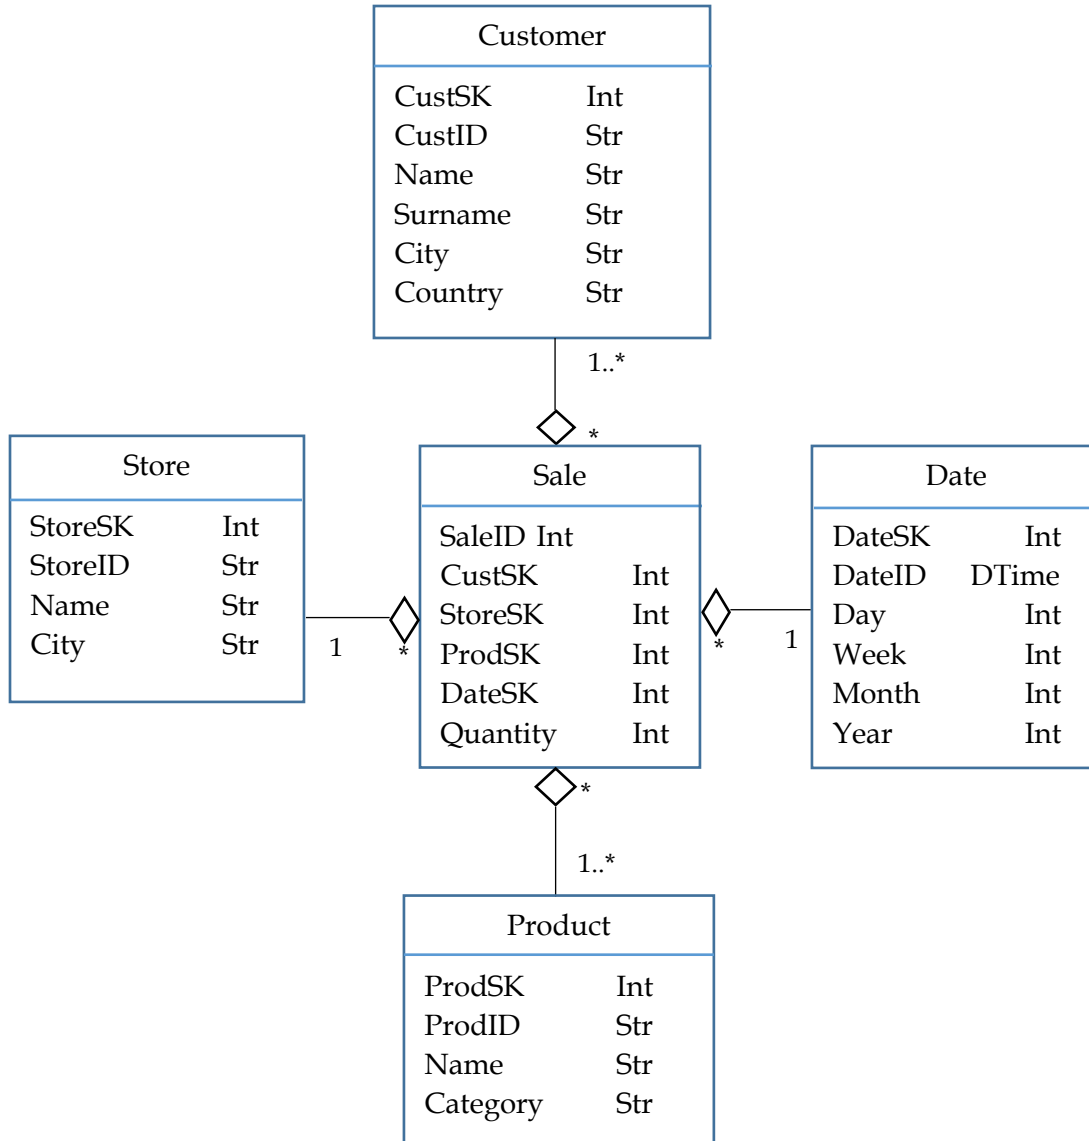 Customer
CustSK Int
CustID Str
Name Str
Surname Str
City Str
Country Str
1..*
*
Store
StoreSK Int
StoreID Str
Name Str
City Str
1
*
Sale
SaleID Int
CustSK Int
StoreSK Int
ProdSK Int
DateSK Int
Quantity Int
*
1
Date
DateSK Int
DateID DTime
Day Int
Week Int
Month Int
Year Int
*
1..*
Product
ProdSK Int
ProdID Str
Name Str
Category Str